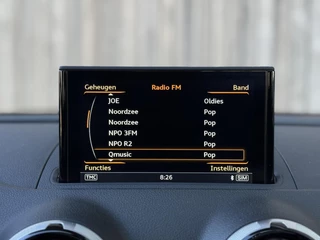 Geheugen Radio FM Band
JOE Oldies
Noordzee Pop
Noordzee Pop
NPO 3FM Pop
NPO R2 Pop
Qmusic Pop
Functies Instellingen
TMC 8:26 SIM